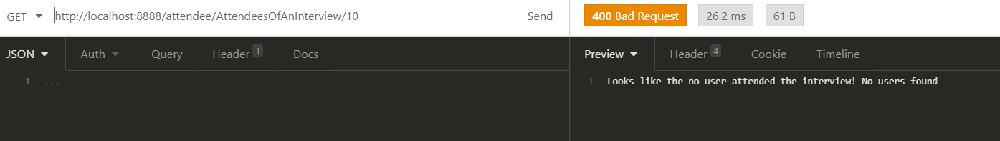 GET http://localhost:8888/attendee/AttendeesOfAnInterview/10 Send 400 Bad Request 26.2 ms 61 B
JSON Auth Query Header 1 Docs Preview Header 4 Cookie Timeline
1 ... 1 Looks like the no user attended the interview! No users found